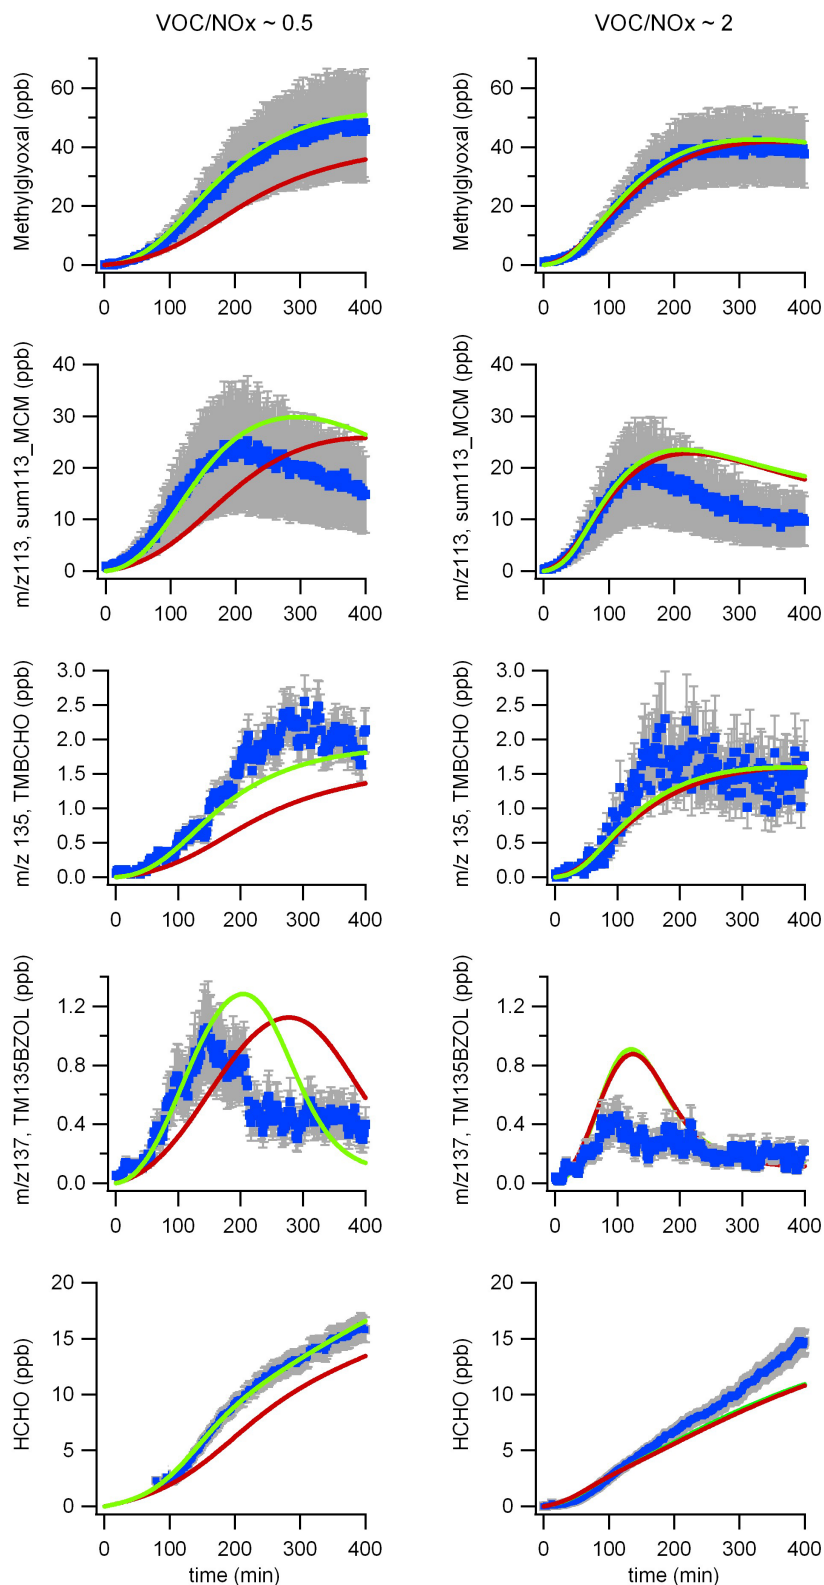 VOC/NOx ~ 0.5
VOC/NOx ~ 2
Methylglyoxal (ppb)
60
40
20
0
0 100 200 300 400
Methylglyoxal (ppb)
60
40
20
0
0 100 200 300 400
m/z113, sum113_MCM (ppb)
40
30
20
10
0
0 100 200 300 400
m/z113, sum113_MCM (ppb)
40
30
20
10
0
0 100 200 300 400
m/z 135, TMBCHO (ppb)
3.0
2.5
2.0
1.5
1.0
0.5
0.0
0 100 200 300 400
m/z 135, TMBCHO (ppb)
3.0
2.5
2.0
1.5
1.0
0.5
0.0
0 100 200 300 400
m/z137, TM135BZOL (ppb)
1.2
0.8
0.4
0.0
0 100 200 300 400
m/z137, TM135BZOL (ppb)
1.2
0.8
0.4
0.0
0 100 200 300 400
HCHO (ppb)
20
15
10
5
0
0 100 200 300 400
time (min)
HCHO (ppb)
20
15
10
5
0
0 100 200 300 400
time (min)